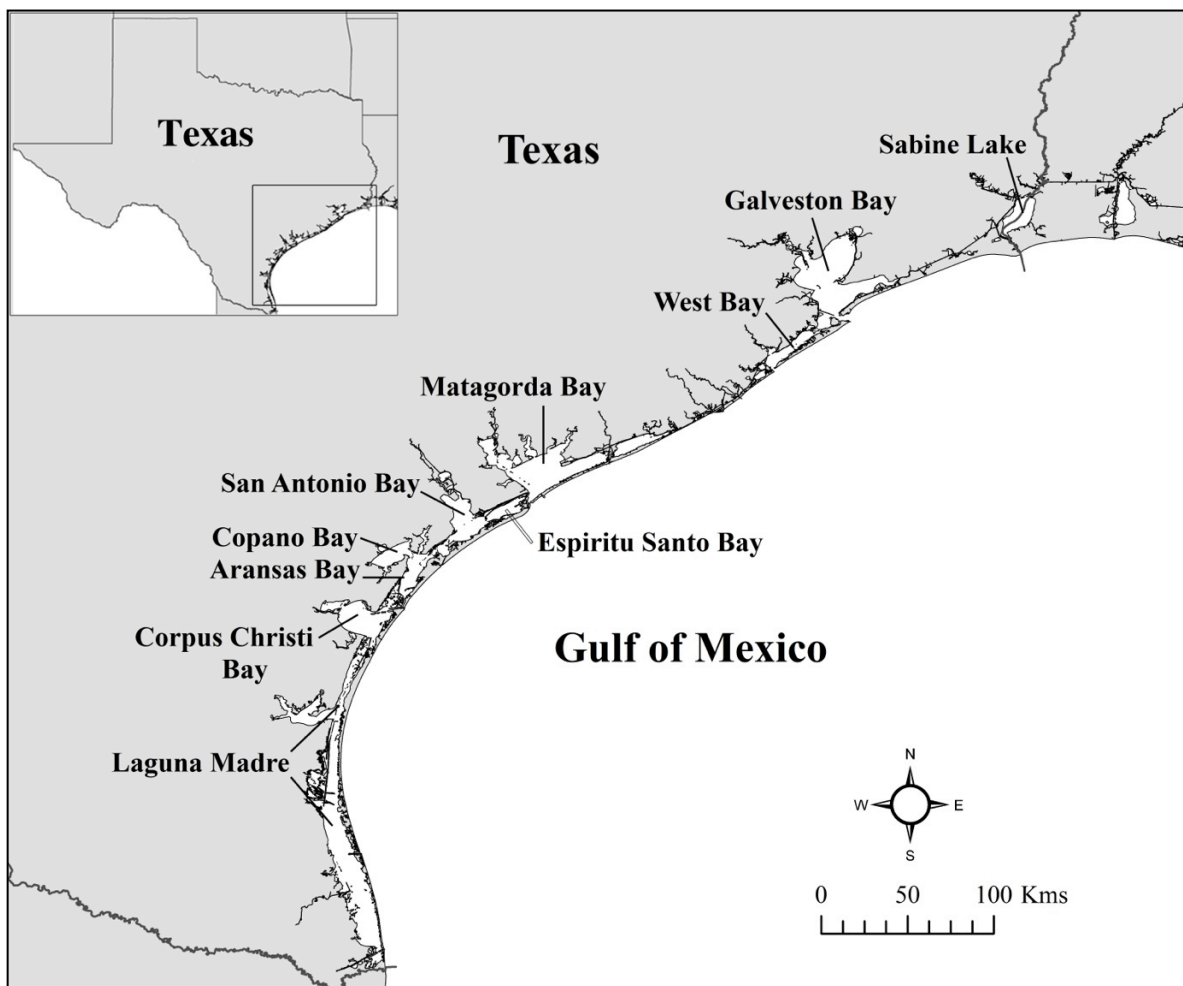 Texas
Texas
Sabine Lake
Galveston Bay
West Bay
Matagorda Bay
San Antonio Bay
Copano Bay
Espiritu Santo Bay
Aransas Bay
Corpus Christi
Bay
Gulf of Mexico
Laguna Madre
N
W E
S
0 50 100 Kms